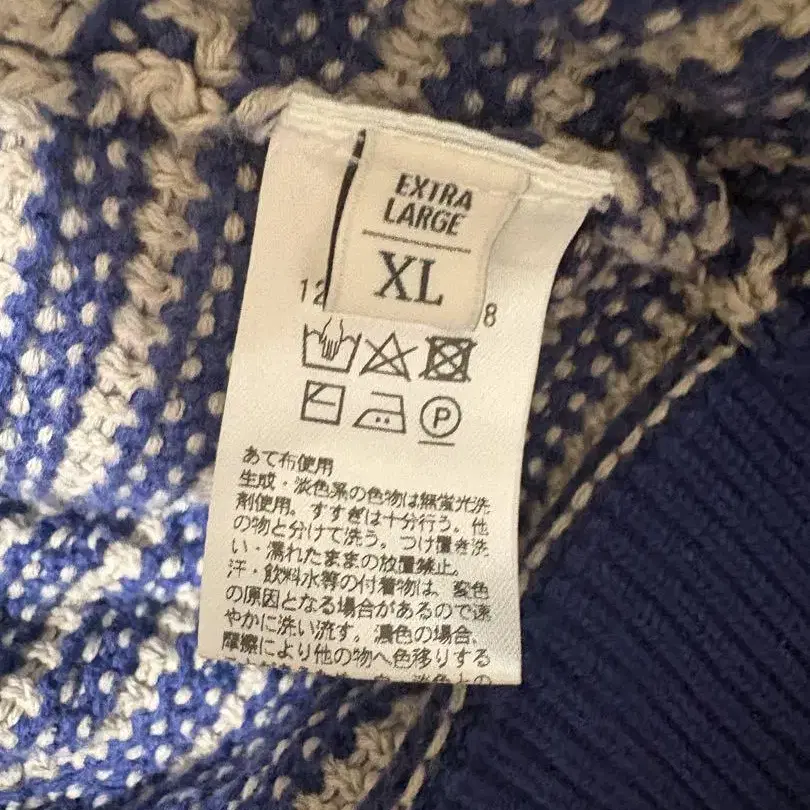 EXTRA
LARGE
XL
12
8
P
あて布使用
生成・淡色系の色物は無蛍光洗
剤使用。すすぎは十分行う。他
の物と分けて洗う。つけ置き洗
い・濡れたままの放置禁止。
汗・飲料水等の付着物は、変色
の原因となる場合があるので速
やかに洗い流す。濃色の場合、
摩擦により他の物へ色移りする